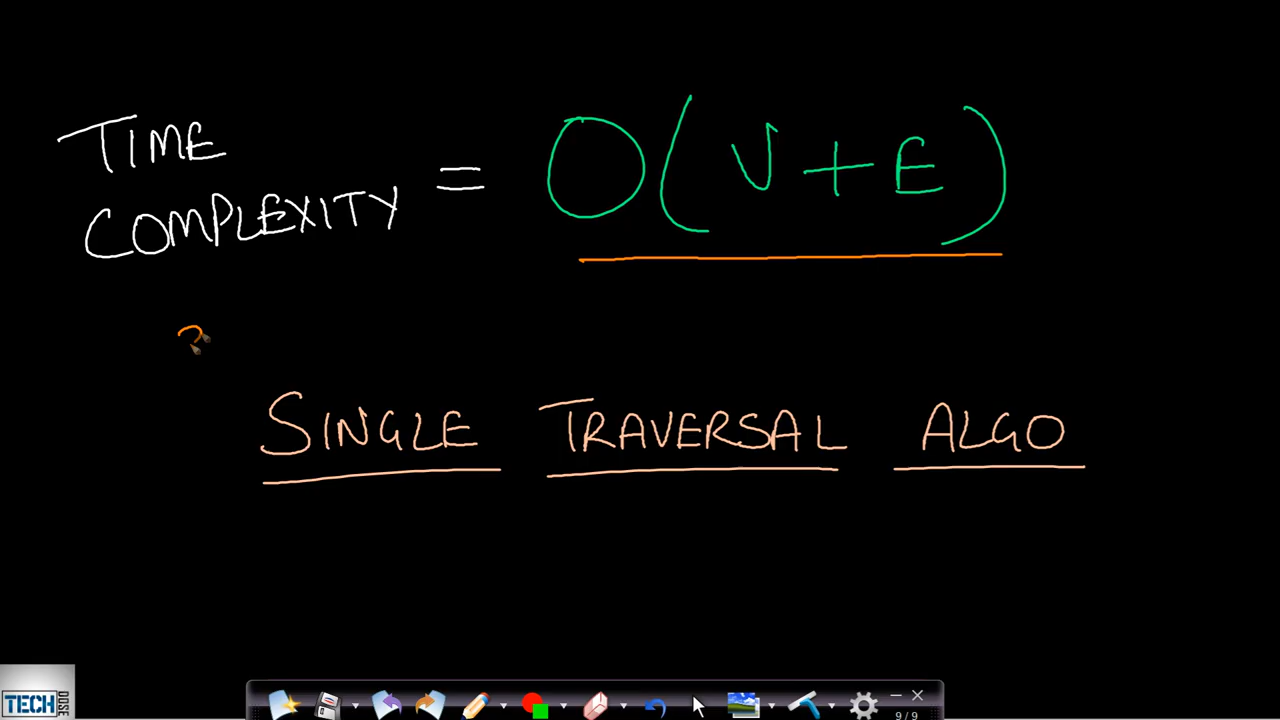 TIME
COMPLEXITY = O(V+E)
SINGLE TRAVERSAL ALGO
TECH DOSE
9/9